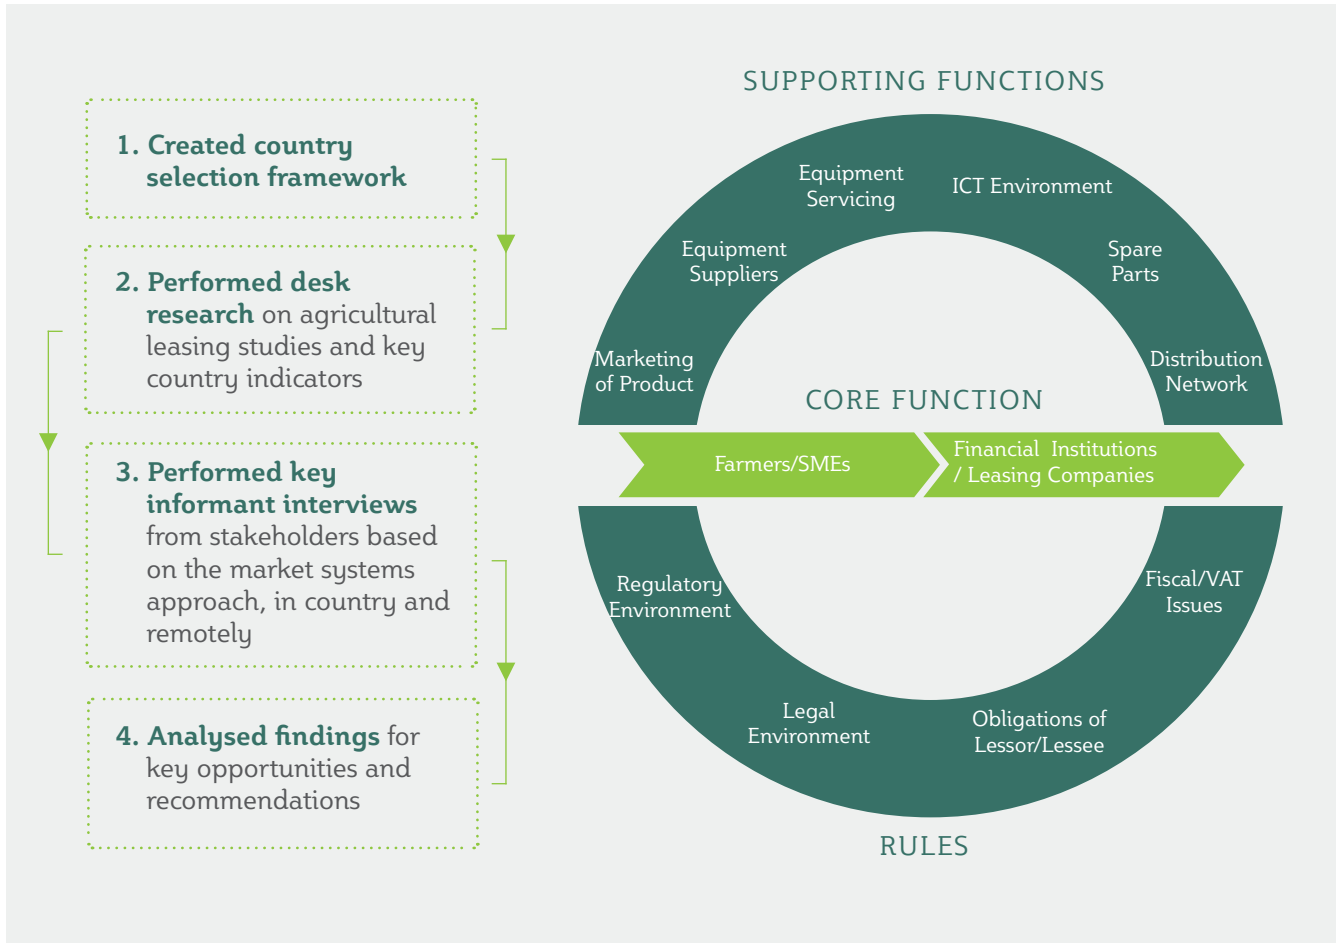 1. Created country
selection framework
2. Performed desk
research on agricultural
leasing studies and key
country indicators
3. Performed key
informant interviews
from stakeholders based
on the market systems
approach, in country and
remotely
4. Analysed findings for
key opportunities and
recommendations
SUPPORTING FUNCTIONS
Marketing
of Product
Equipment
Suppliers
Equipment
Servicing
ICT Environment
Spare
Parts
Distribution
Network
CORE FUNCTION
Farmers/SMEs
Financial Institutions
/ Leasing Companies
Regulatory
Environment
Legal
Environment
Obligations of
Lessor/Lessee
Fiscal/VAT
Issues
RULES